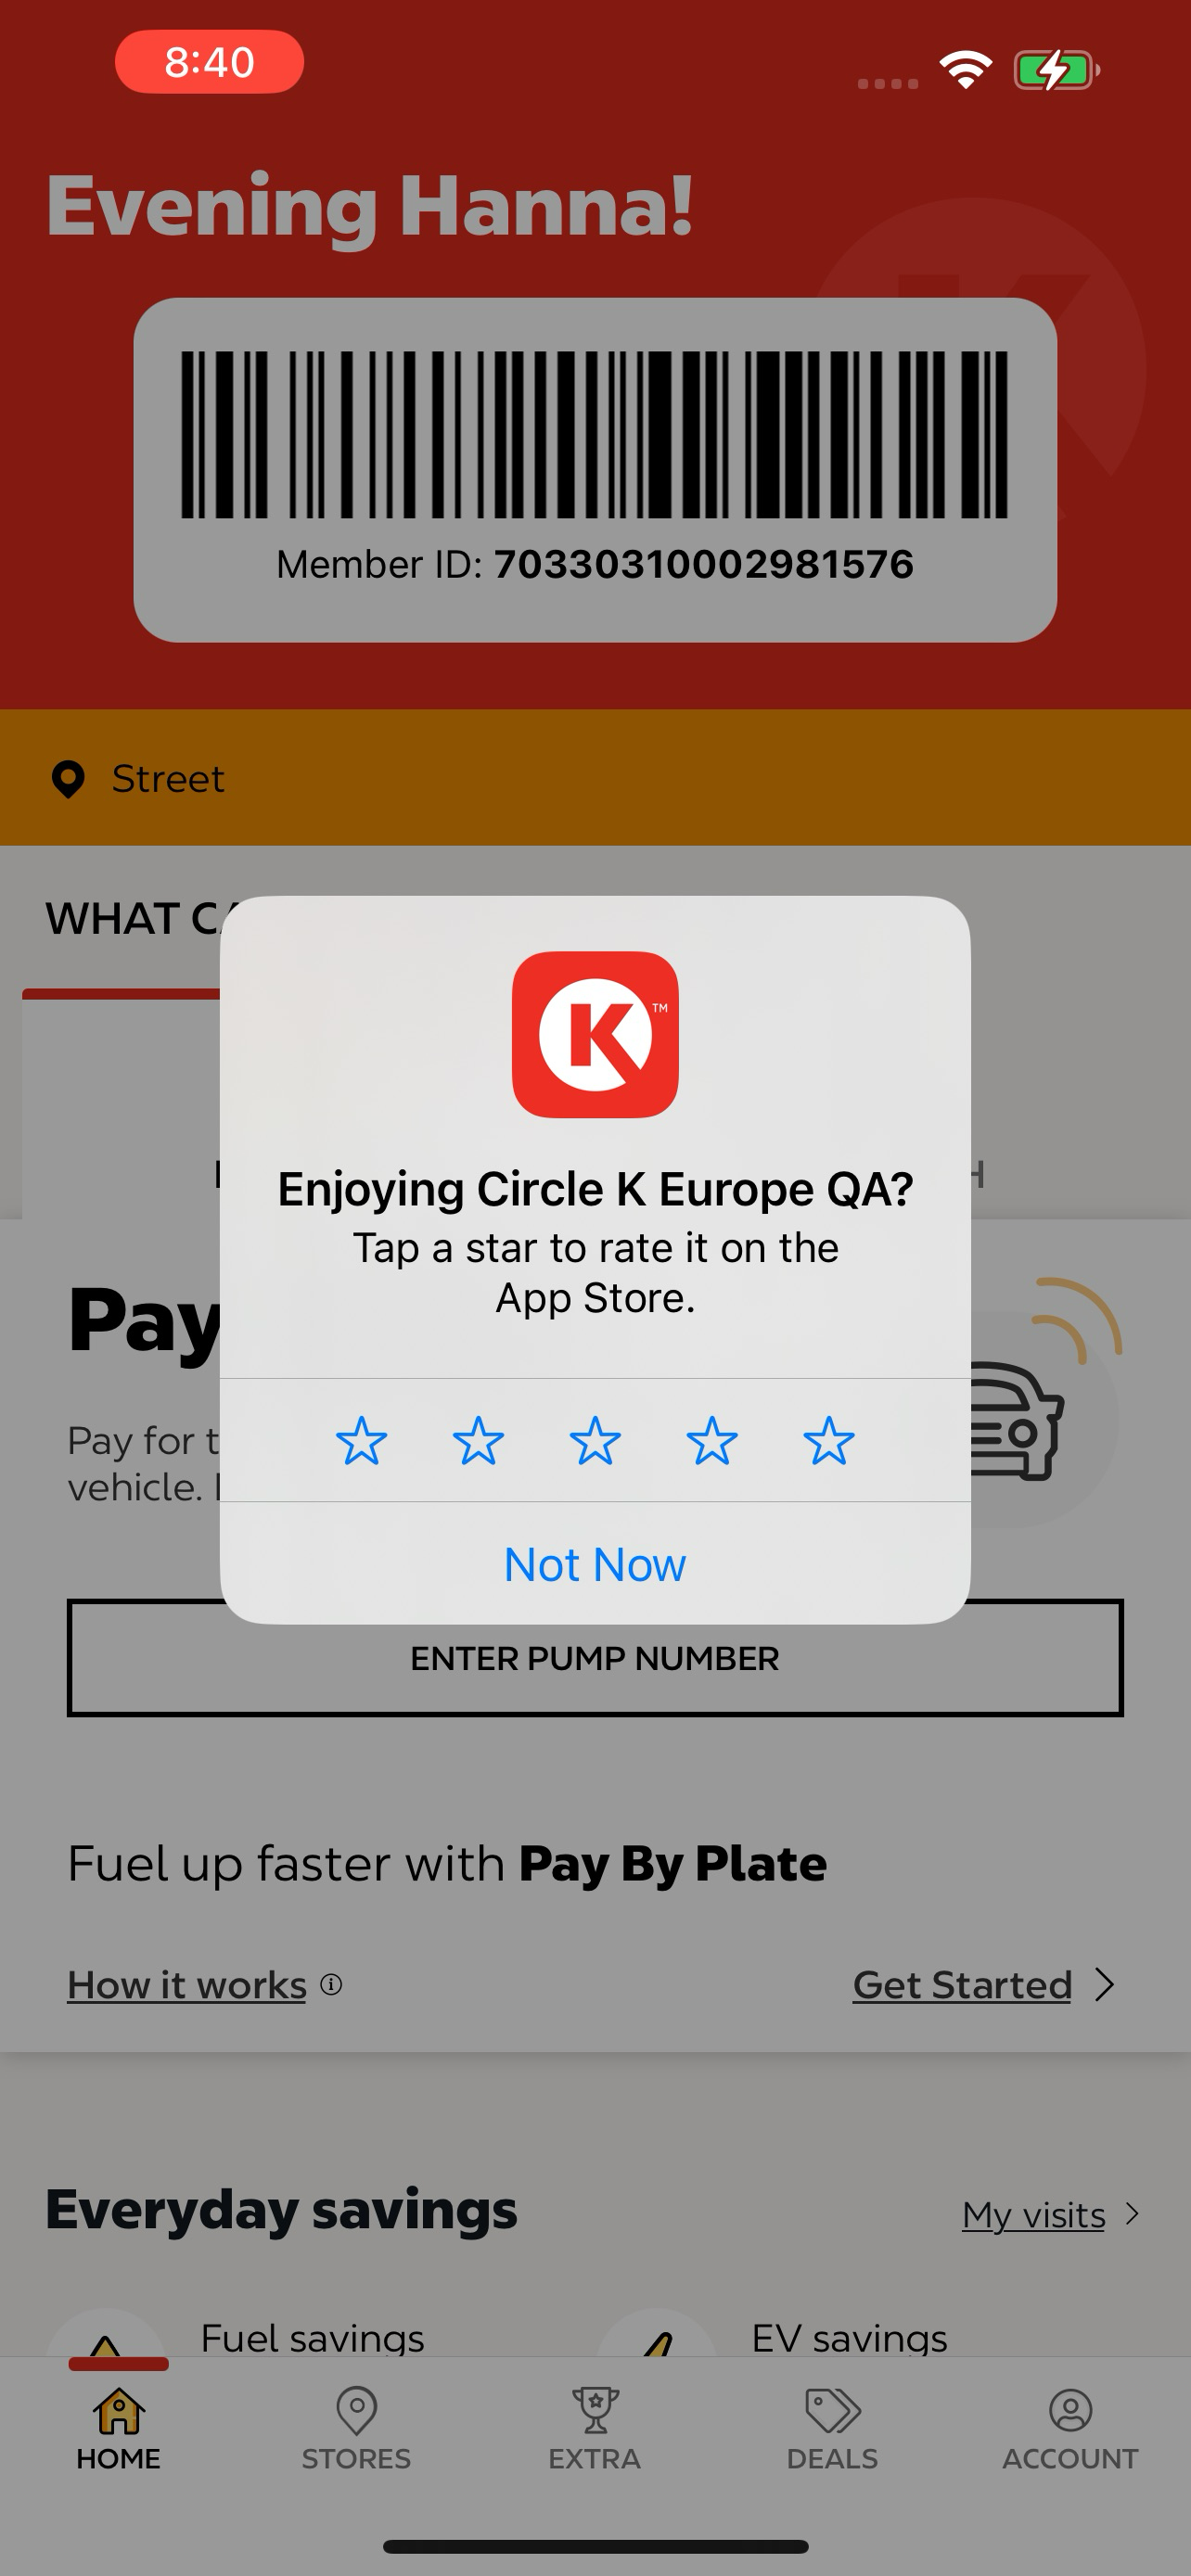 8:40
Evening Hanna!
Member ID: 70330310002981576
Street
WHAT
K
TM
Enjoying Circle K Europe QA?
Tap a star to rate it on the
App Store.
Pay
Pay for
vehicle.
Not Now
ENTER PUMP NUMBER
Fuel up faster with Pay By Plate
How it works
Get Started
Everyday savings
My visits
Fuel savings
EV savings
HOME
STORES
EXTRA
DEALS
ACCOUNT